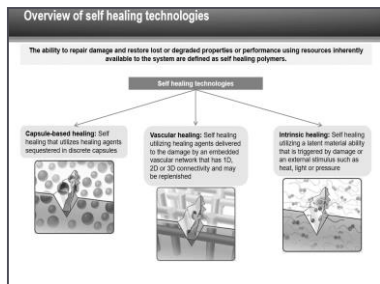 Overview of self healing technologies
The ability to repair damage and restore lost or degraded properties or performance using resources inherently
available to the system are defined as self healing polymers.
Self healing technologies
Capsule-based healing: Self
healing that utilizes healing agents
sequestered in discrete capsules
Vascular healing: Self healing
utilizing healing agents delivered
to the damage by an embedded
vascular network that has 1D,
2D or 3D connectivity and may
be replenished
Intrinsic healing: Self healing
utilizing a latent material ability
that is triggered by damage or
an external stimulus such as
heat, light or pressure